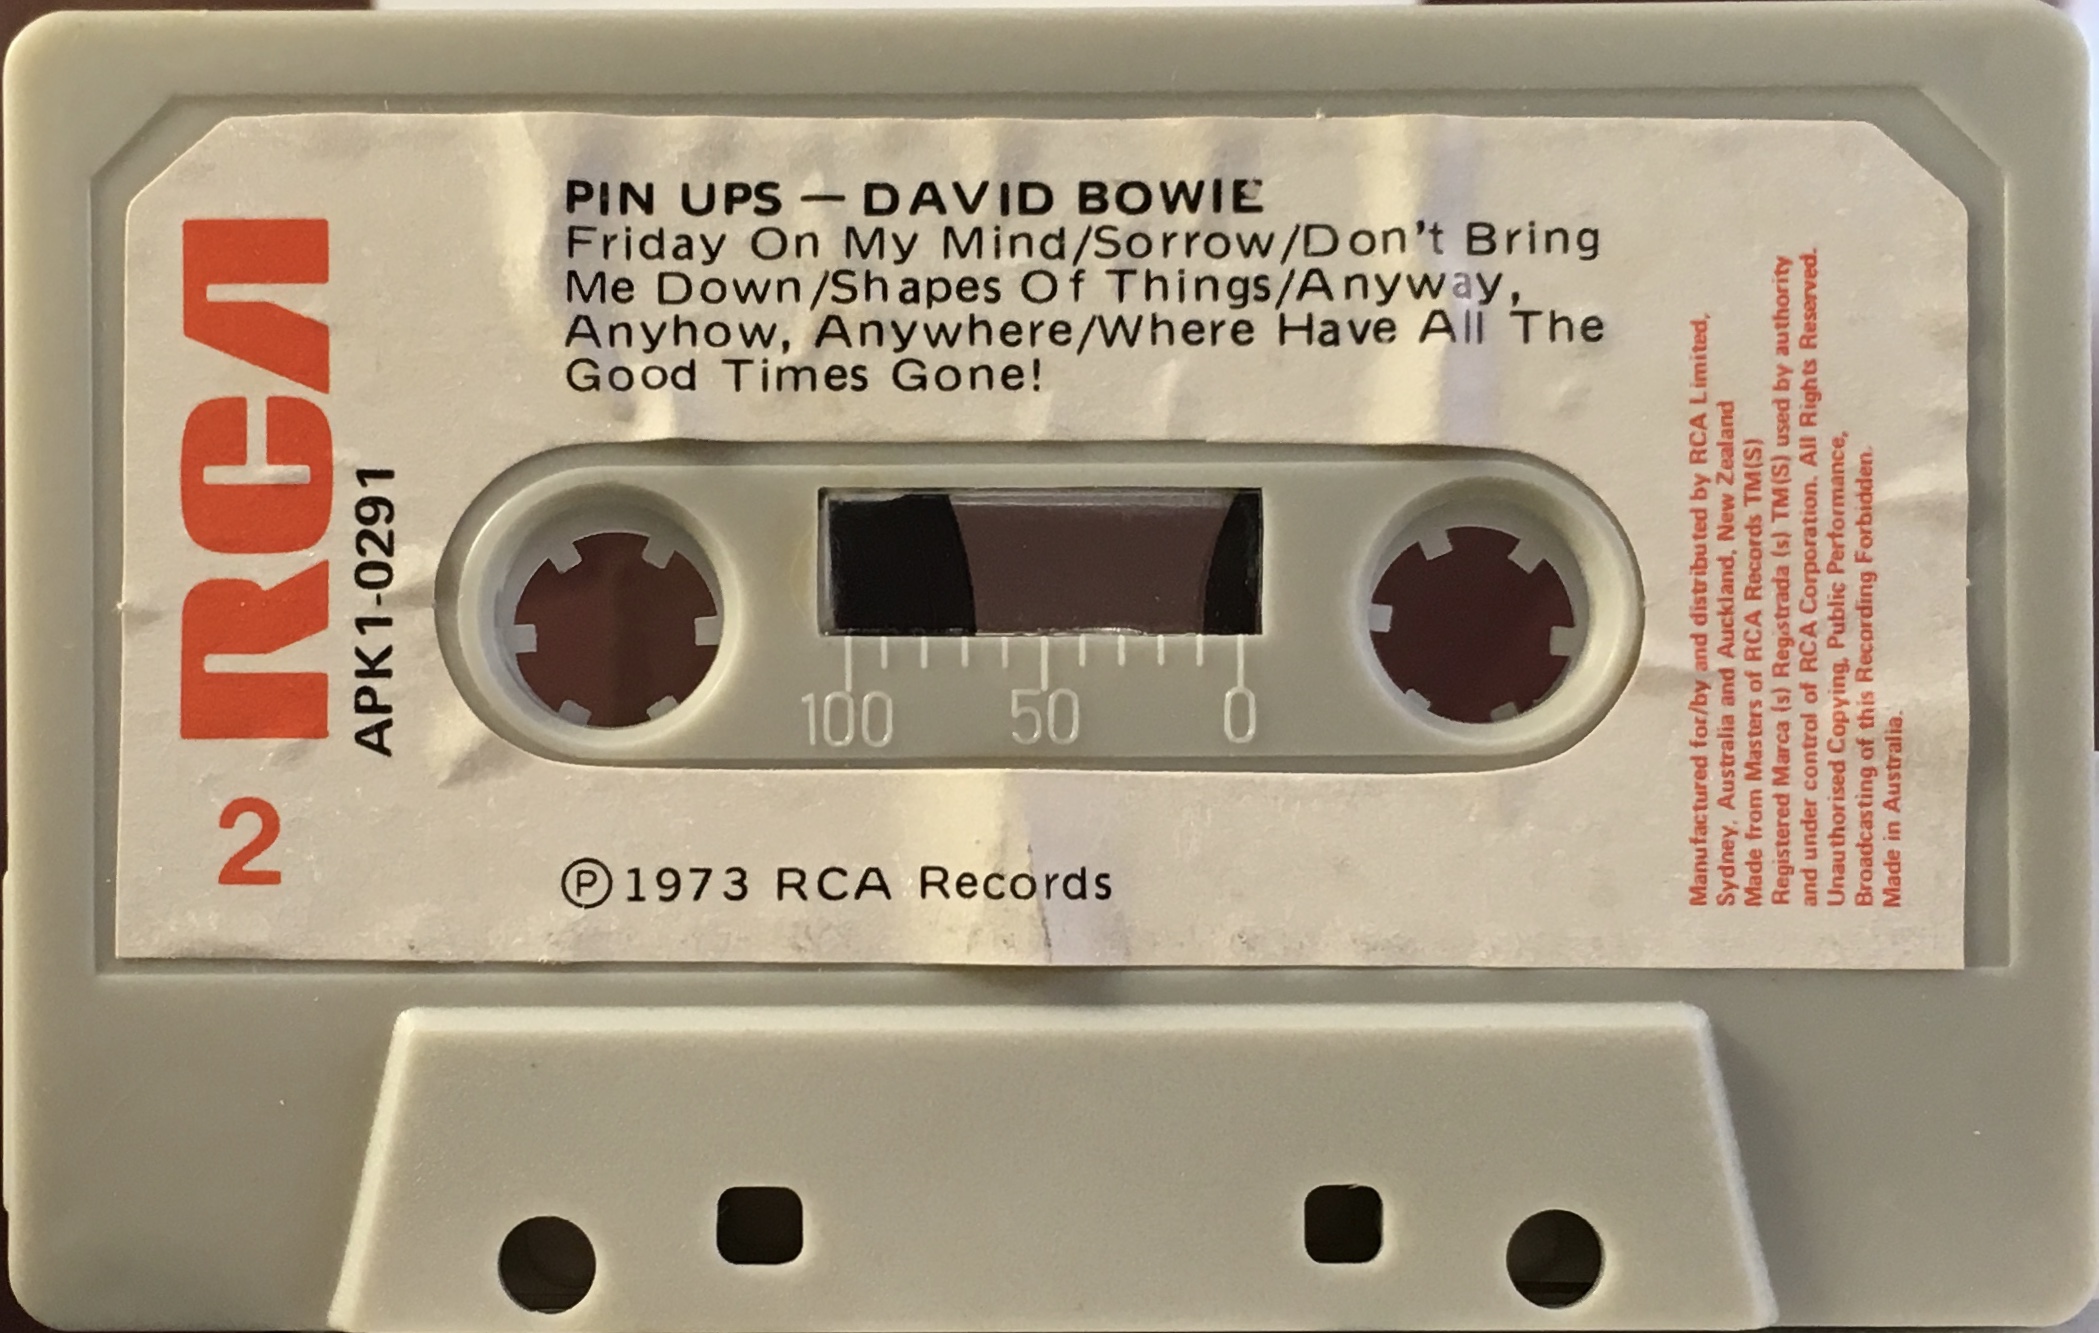 PIN UPS — DAVID BOWIE
Friday On My Mind/Sorrow/Don't Bring
Me Down/Shapes Of Things/Anyway,
Anyhow, Anywhere/Where Have All The
Good Times Gone!
RCA
APK1-0291
2
100 50 0
℗1973 RCA Records
Manufactured for/by and distributed by RCA Limited,
Sydney, Australia and Auckland, New Zealand
Made from Masters of RCA Records TM(S)
Registered Marca (s) Registrada (s) TM(S) used by authority
and under control of RCA Corporation. All Rights Reserved.
Unauthorised Copying, Public Performance,
Broadcasting of this Recording Forbidden.
Made in Australia.